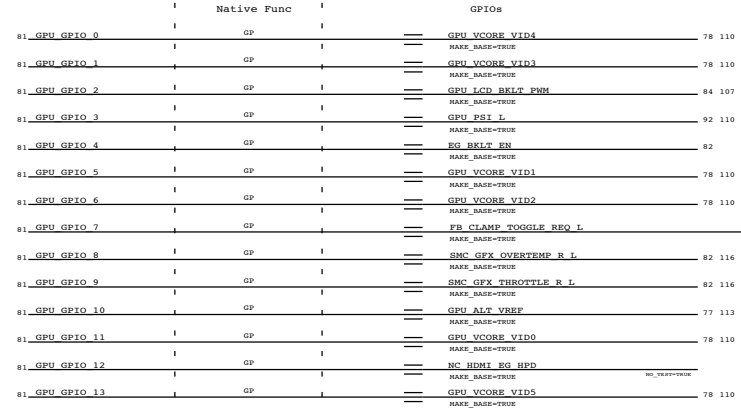 Native Func GPIOs
81 GPU_GPIO_0 GP GPU_VCORE_VID4 78 110
MAKE_BASE=TRUE
81 GPU_GPIO_1 GP GPU_VCORE_VID3 78 110
MAKE_BASE=TRUE
81 GPU_GPIO_2 GP GPU_LCD_BKLT_PWM 84 107
MAKE_BASE=TRUE
81 GPU_GPIO_3 GP GPU_PSI_L 92 110
MAKE_BASE=TRUE
81 GPU_GPIO_4 GP EG_BKLT_EN 82
MAKE_BASE=TRUE
81 GPU_GPIO_5 GP GPU_VCORE_VID1 78 110
MAKE_BASE=TRUE
81 GPU_GPIO_6 GP GPU_VCORE_VID2 78 110
MAKE_BASE=TRUE
81 GPU_GPIO_7 GP FB_CLAMP_TOGGLE_REQ_L
MAKE_BASE=TRUE
81 GPU_GPIO_8 GP SMC_GFX_OVERTEMP_R_L 82 116
MAKE_BASE=TRUE
81 GPU_GPIO_9 GP SMC_GFX_THROTTLE_R_L 82 116
MAKE_BASE=TRUE
81 GPU_GPIO_10 GP GPU_ALT_VREF 77 113
MAKE_BASE=TRUE
81 GPU_GPIO_11 GP GPU_VCORE_VID0 78 110
MAKE_BASE=TRUE
81 GPU_GPIO_12 GP NC_HDMI_EG_HPD
MAKE_BASE=TRUE NO_TEST=TRUE
81 GPU_GPIO_13 GP GPU_VCORE_VID5 78 110
MAKE_BASE=TRUE